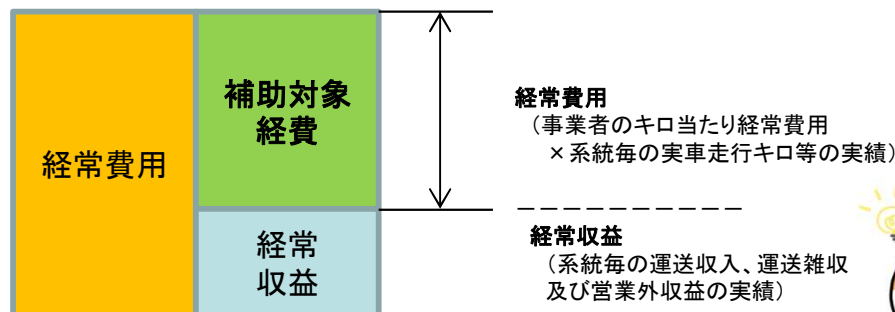 経常費用
補助対象
経費
経常
収益
経常費用
（事業者のキロ当たり経常費用
×系統毎の実車走行キロ等の実績）
経常収益
（系統毎の運送収入、運送雑収
及び営業外収益の実績）